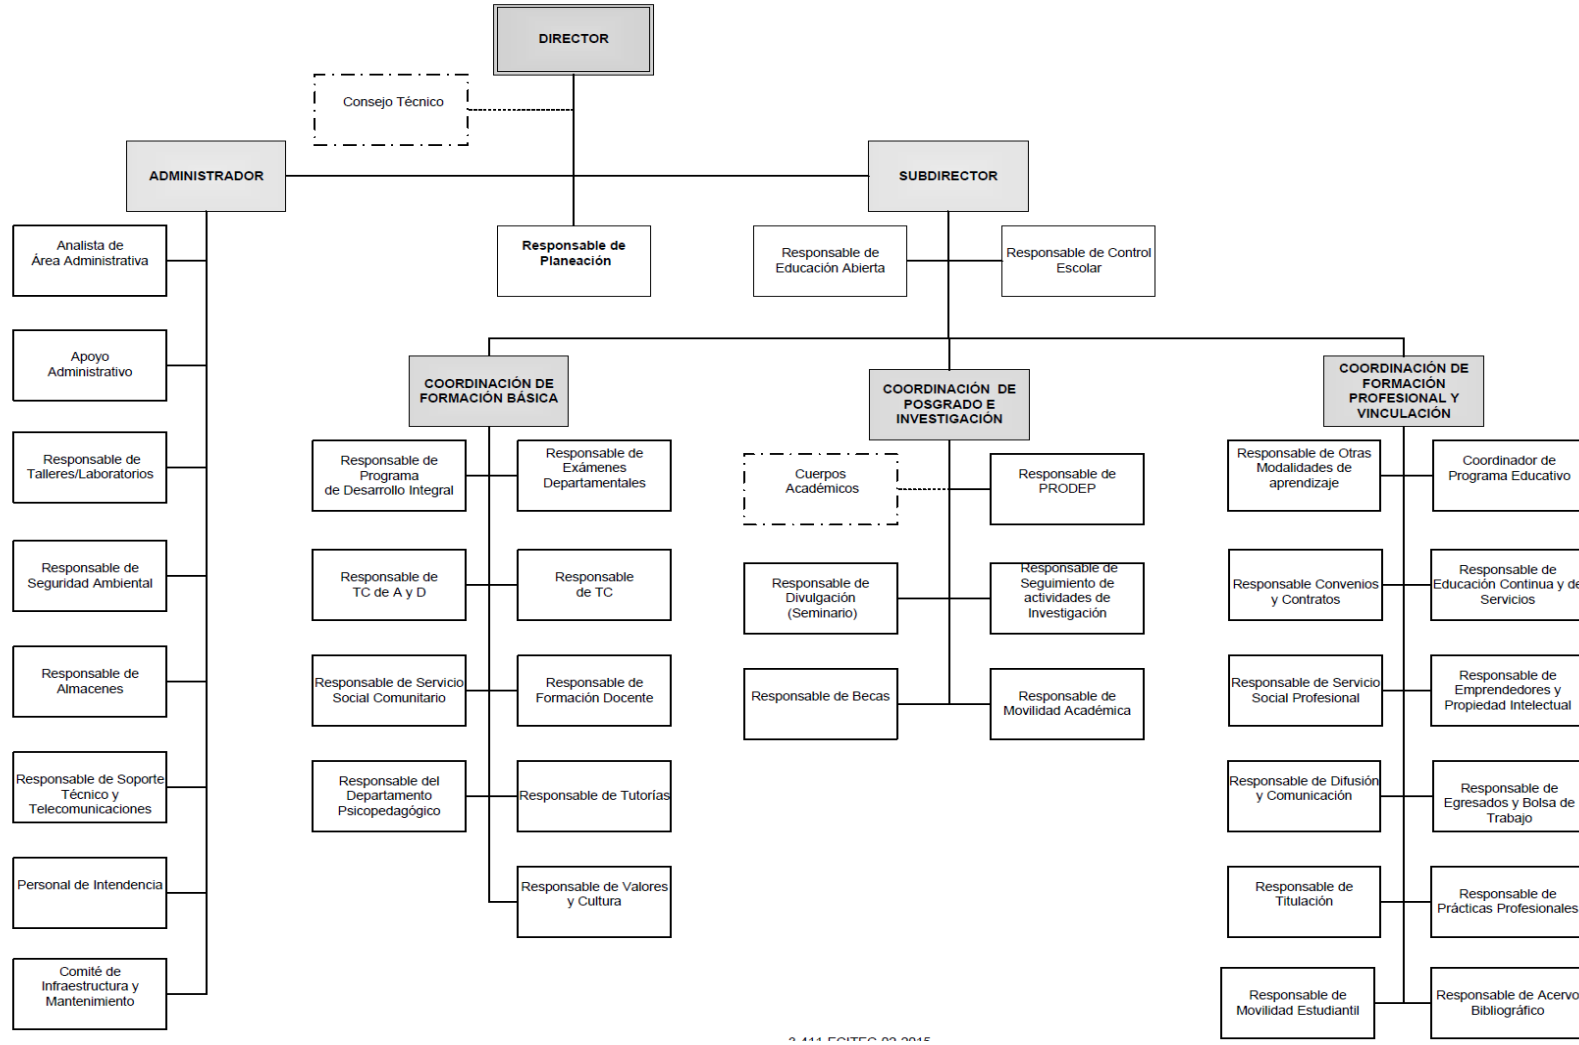 DIRECTOR
Consejo Técnico
ADMINISTRADOR
SUBDIRECTOR
Analista de
Área Administrativa
Responsable de
Planeación
Responsable de
Educación Abierta
Responsable de Control
Escolar
Apoyo
Administrativo
Responsable de
Talleres/Laboratorios
Responsable de
Seguridad Ambiental
Responsable de
Almacenes
Responsable de Soporte
Técnico y
Telecomunicaciones
Personal de Intendencia
Comité de
Infraestructura y
Mantenimiento
COORDINACIÓN DE
FORMACIÓN BÁSICA
Responsable de
Programa
de Desarrollo Integral
Responsable de
Exámenes
Departamentales
Responsable de
TC de A y D
Responsable
de TC
Responsable de Servicio
Social Comunitario
Responsable de
Formación Docente
Responsable del
Departamento
Psicopedagógico
Responsable de Tutorías
Responsable de Valores
y Cultura
COORDINACIÓN DE
POSGRADO E
INVESTIGACIÓN
Cuerpos
Académicos
Responsable de
PRODEP
Responsable de
Divulgación
(Seminario)
Responsable de
Seguimiento de
actividades de
Investigación
Responsable de Becas
Responsable de
Movilidad Académica
COORDINACIÓN DE
FORMACIÓN
PROFESIONAL Y
VINCULACIÓN
Responsable de Otras
Modalidades de
aprendizaje
Coordinador de
Programa Educativo
Responsable Convenios
y Contratos
Responsable de
Educación Continua y de
Servicios
Responsable de Servicio
Social Profesional
Responsable de
Emprendedores y
Propiedad Intelectual
Responsable de Difusión
y Comunicación
Responsable de
Egresados y Bolsa de
Trabajo
Responsable de
Titulación
Responsable de
Prácticas Profesionales
Responsable de
Movilidad Estudiantil
Responsable de Acervo
Bibliográfico